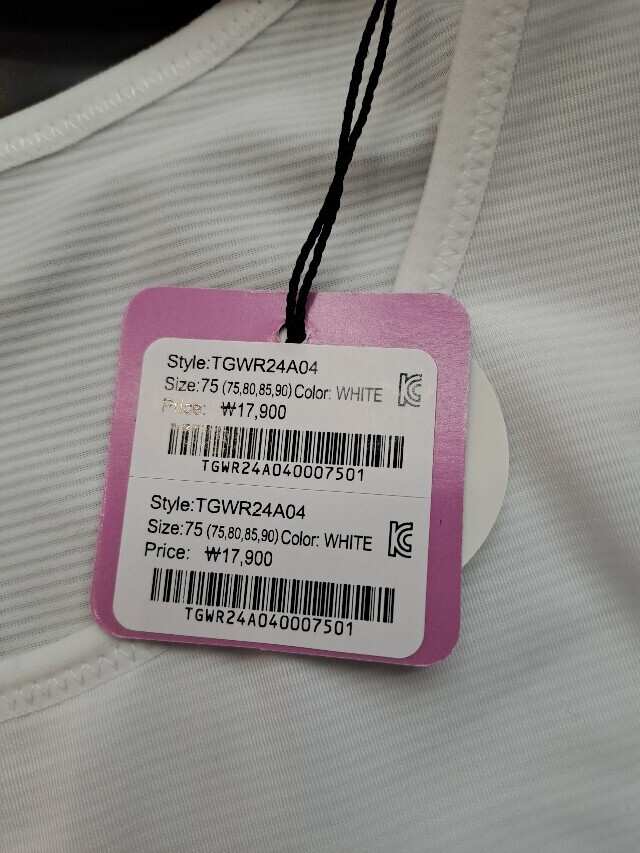 Style:TGWR24A04
Size:75 (75,80,85,90) Color: WHITE
Price: ₩17,900
TGWR24A040007501
Style:TGWR24A04
Size:75 (75,80,85,90) Color: WHITE
Price: ₩17,900
TGWR24A040007501